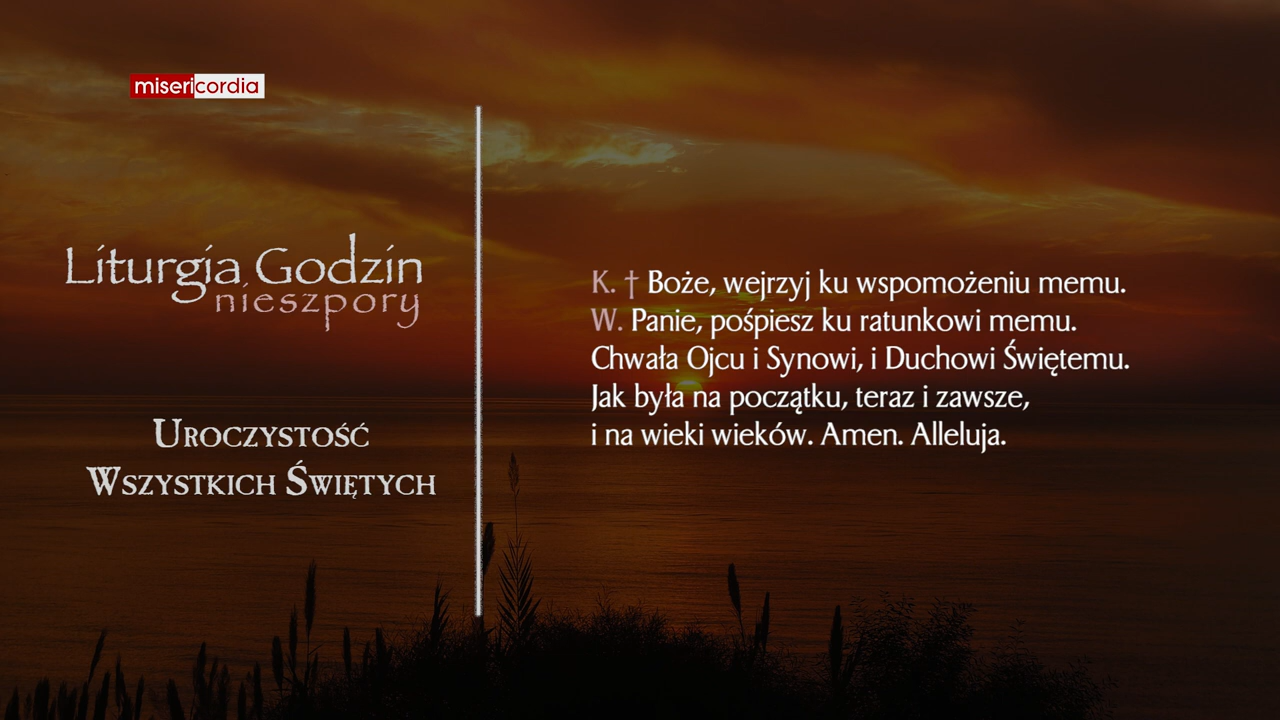 misericordia
Liturgia Godzin
nieszpory
Uroczystość
Wszystkich Świętych
K. † Boże, wejrzyj ku wspomożeniu memu.
W. Panie, pośpiesz ku ratunkowi memu.
Chwała Ojcu i Synowi, i Duchowi Świętemu.
Jak była na początku, teraz i zawsze,
i na wieki wieków. Amen. Alleluja.